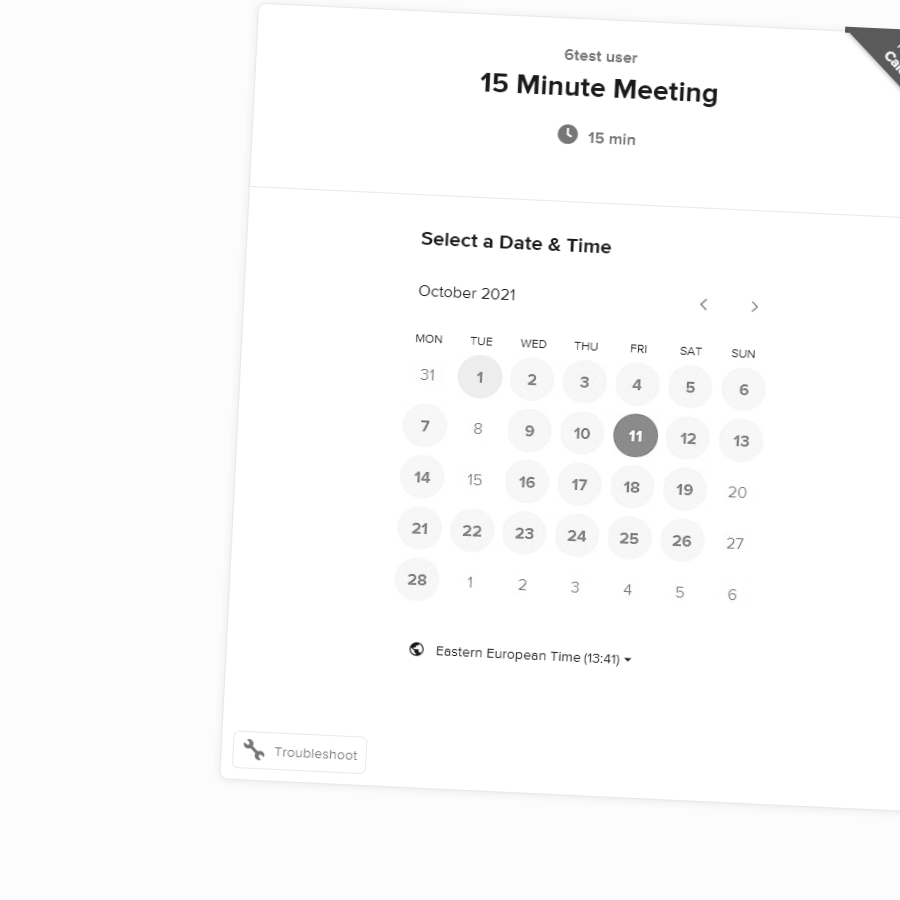 6test user
15 Minute Meeting
15 min
Select a Date & Time
October 2021
MON TUE WED THU FRI SAT SUN
31 1 2 3 4 5 6
7 8 9 10 11 12 13
14 15 16 17 18 19 20
21 22 23 24 25 26 27
28 1 2 3 4 5 6
Eastern European Time (13:41)
Troubleshoot